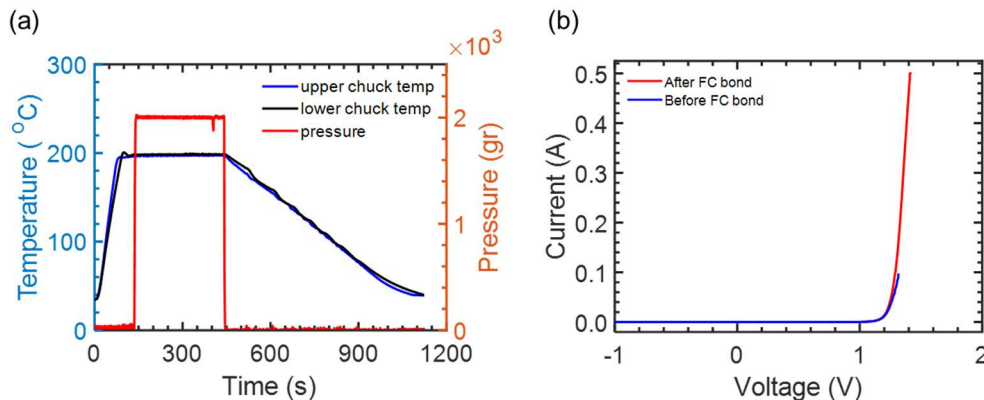 (a)
×10³
300
200
100
0
Temperature ( °C)
upper chuck temp
lower chuck temp
pressure
2
1
0
Pressure (gr)
0 300 600 900 1200
Time (s)
(b)
0.5
0.4
0.3
0.2
0.1
0.0
Current (A)
After FC bond
Before FC bond
-1 0 1 2
Voltage (V)